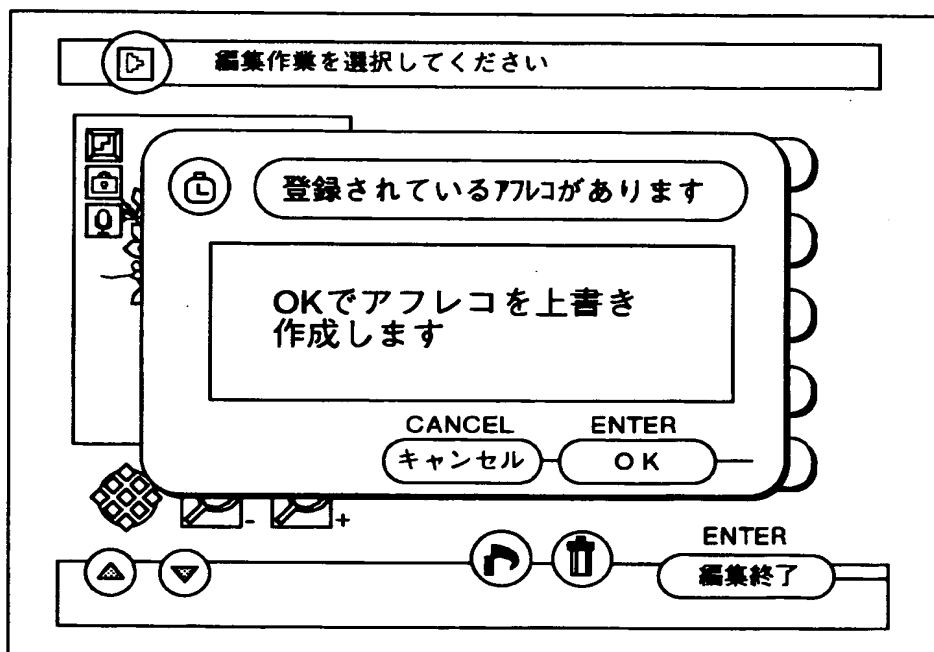 編集作業を選択してください
登録されているｱﾌﾚｺがあります
OKでアフレコを上書き
作成します
CANCEL ENTER
キャンセル OK
- +
ENTER
編集終了